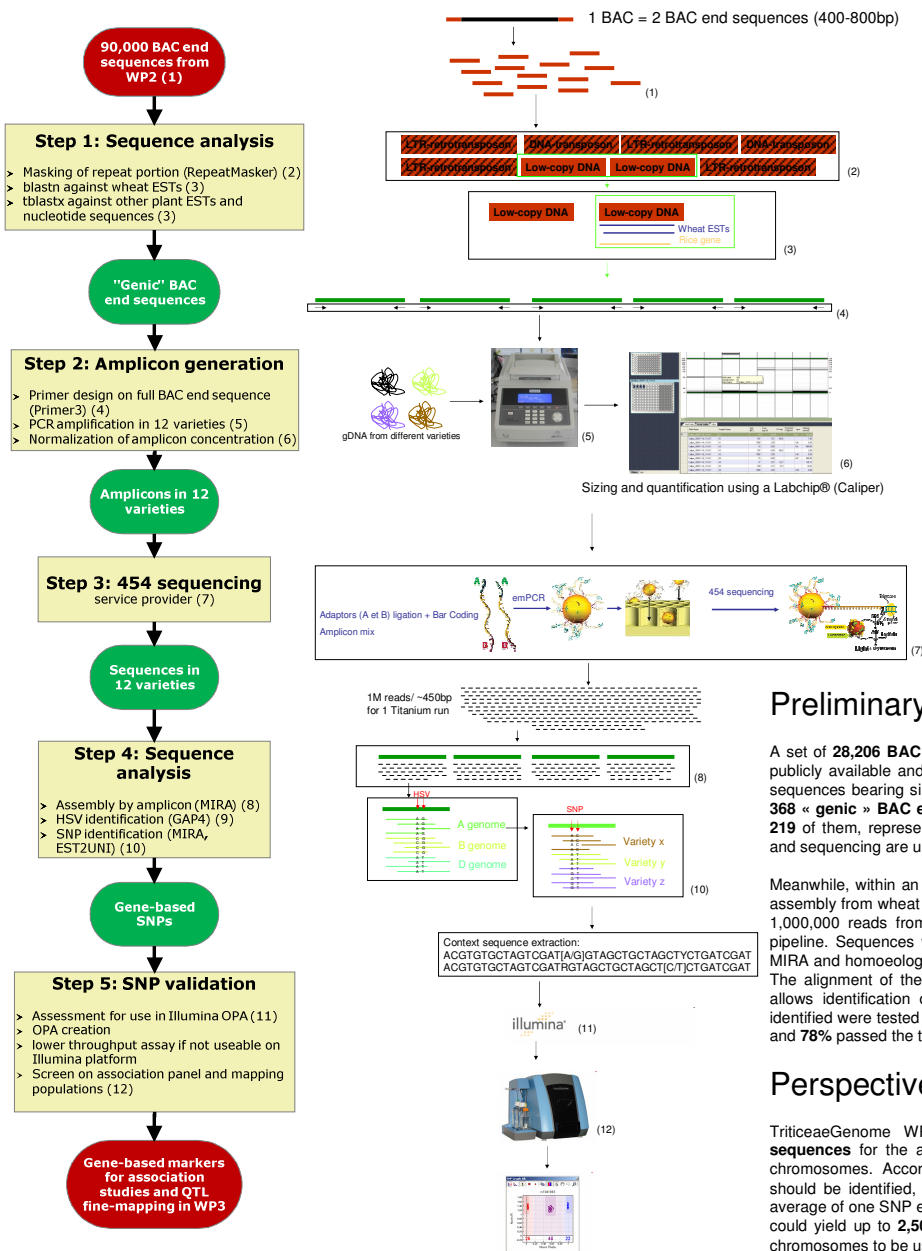 90,000 BAC end
sequences from
WP2 (1)
Step 1: Sequence analysis
Masking of repeat portion (RepeatMasker) (2)
blastn against wheat ESTs (3)
tblastx against other plant ESTs and
nucleotide sequences (3)
"Genic" BAC
end sequences
Step 2: Amplicon generation
Primer design on full BAC end sequence
(Primer3) (4)
PCR amplification in 12 varieties (5)
Normalization of amplicon concentration (6)
Amplicons in 12
varieties
Step 3: 454 sequencing
service provider (7)
Sequences in
12 varieties
Step 4: Sequence
analysis
Assembly by amplicon (MIRA) (8)
HSV identification (GAP4) (9)
SNP identification (MIRA,
EST2UNI) (10)
Gene-based
SNPs
Step 5: SNP validation
Assessment for use in Illumina OPA (11)
OPA creation
lower throughput assay if not useable on
Illumina platform
Screen on association panel and mapping
populations (12)
Gene-based markers
for association
studies and QTL
fine-mapping in WP3
1 BAC = 2 BAC end sequences (400-800bp)
(1)
LTR-retrotransposon DNA-transposon LTR-retrotransposon DNA-transposon
LTR-retrotransposon Low-copy DNA Low-copy DNA LTR-retrotransposon
(2)
Low-copy DNA Low-copy DNA
Wheat ESTs
Rice gene
(3)
(4)
gDNA from different varieties
(5)
(6)
Sizing and quantification using a Labchip® (Caliper)
A A
emPCR
454 sequencing
Adaptors (A et B) ligation + Bar Coding
Amplicon mix
B B
(7)
1M reads/ ~450bp
for 1 Titanium run
(8)
HSV
A genome
B genome
D genome
SNP
Variety x
Variety y
Variety z
(10)
Context sequence extraction:
ACGTGTGCTAGTCGAT[A/G]GTAGCTGCTAGCTYCTGATCGAT
ACGTGTGCTAGTCGATRGTAGCTGCTAGCT[C/T]CTGATCGAT
illumina®
(11)
(12)
Preliminary
A set of 28,206 BAC
publicly available and
sequences bearing si
368 « genic » BAC e
219 of them, represe
and sequencing are u
Meanwhile, within an
assembly from wheat
1,000,000 reads from
pipeline. Sequences
MIRA and homoeolog
The alignment of the
allows identification
identified were tested
and 78% passed the t
Perspective
TriticeaeGenome WI
sequences for the a
chromosomes. Accor
should be identified,
average of one SNP e
could yield up to 2,50
chromosomes to be u